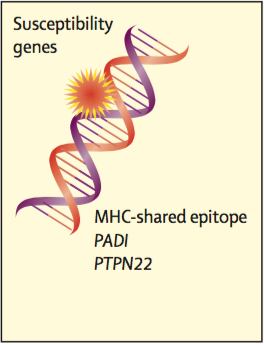 Susceptibility
genes
MHC-shared epitope
PADI
PTPN22